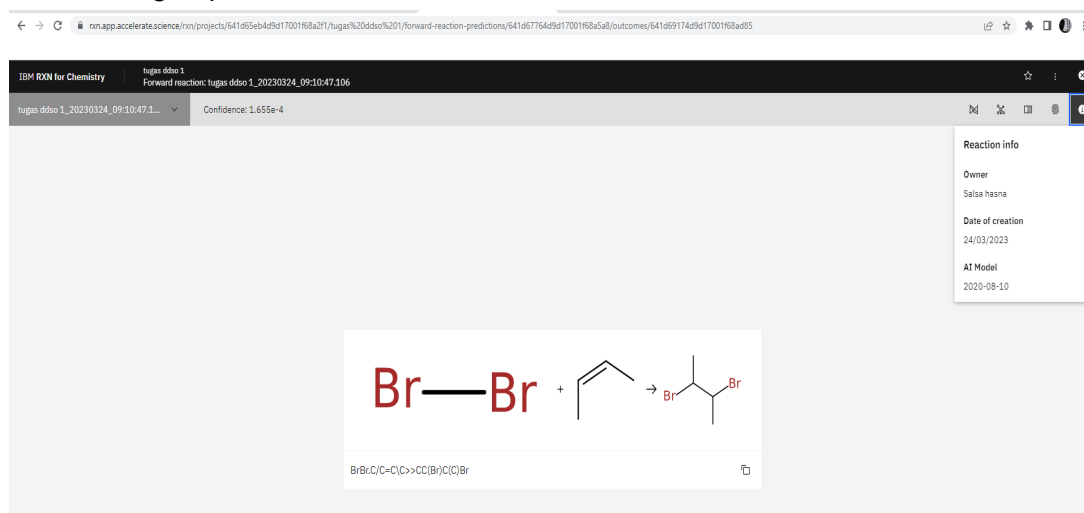 rxn.app.accelerate.science/rxn/projects/641d65eb4d9d17001f68a2f1/tugas%20ddso%201/forward-reaction-predictions/641d67764d9d17001f68a5a8/outcomes/641d69174d9d17001f68ad85
IBM RXN for Chemistry
tugas ddso 1
Forward reaction: tugas ddso 1_20230324_09:10:47.106
tugas ddso 1_20230324_09:10:47.1...
Confidence: 1.655e-4
Reaction info
Owner
Salsa hasna
Date of creation
24/03/2023
AI Model
2020-08-10
Br Br + → Br Br
BrBr.C/C=C\C>>CC(Br)C(C)Br